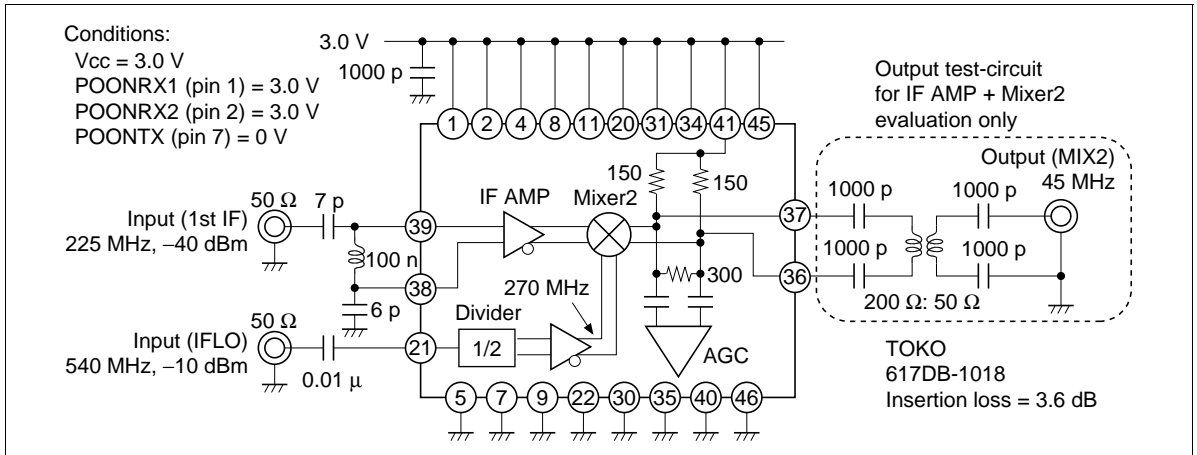 Conditions:
Vcc = 3.0 V
POONRX1 (pin 1) = 3.0 V
POONRX2 (pin 2) = 3.0 V
POONTX (pin 7) = 0 V
3.0 V
1000 p
1 2 4 8 11 20 31 34 41 45
Output test-circuit
for IF AMP + Mixer2
evaluation only
Output (MIX2)
45 MHz
1000 p
1000 p
1000 p
1000 p
200 Ω: 50 Ω
TOKO
617DB-1018
Insertion loss = 3.6 dB
150
150
IF AMP
Mixer2
37
36
300
50 Ω
7 p
Input (1st IF)
225 MHz, –40 dBm
39
100 n
38
6 p
270 MHz
Divider
1/2
AGC
50 Ω
Input (IFLO)
540 MHz, –10 dBm
21
0.01 µ
5 7 9 22 30 35 40 46